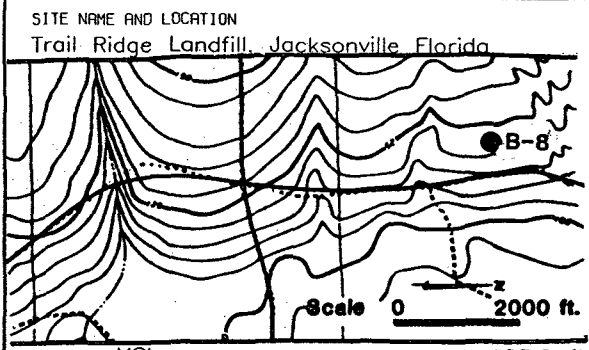 SITE NAME AND LOCATION
Trail Ridge Landfill, Jacksonville Florida
B-8
z
Scale 0 2000 ft.